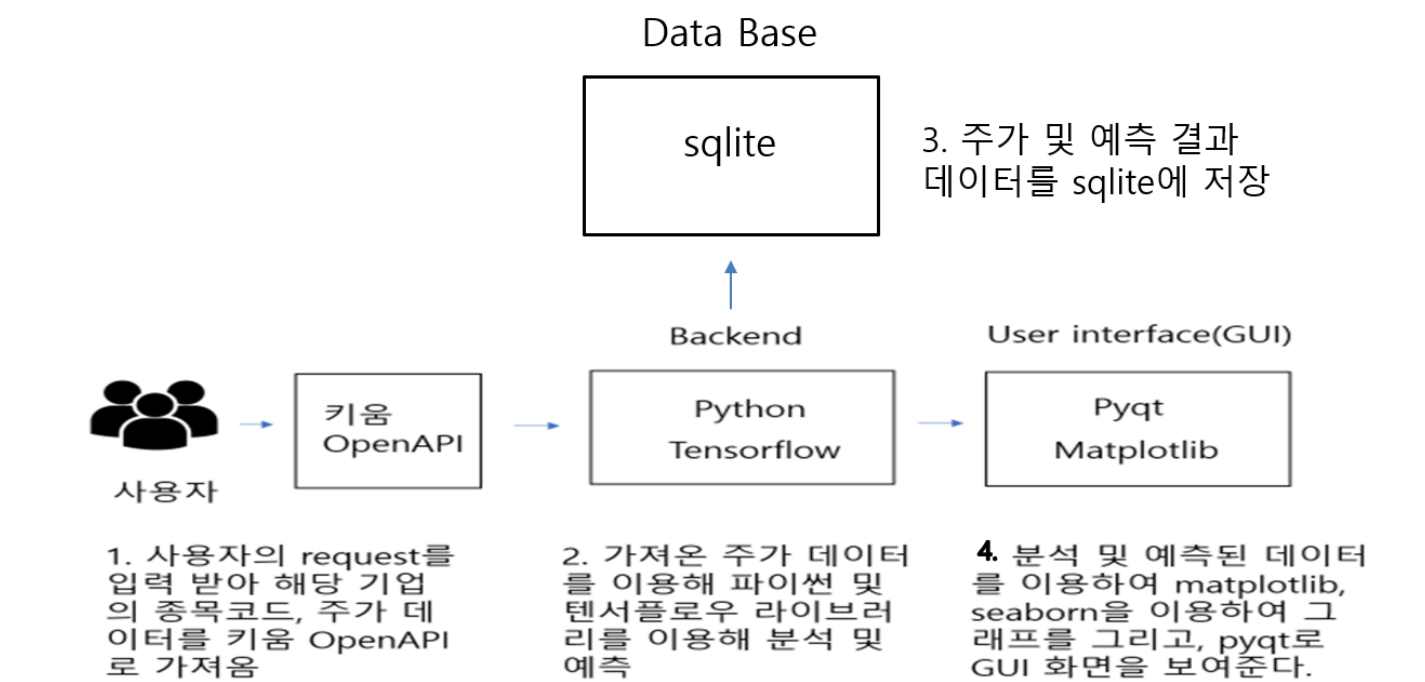 Data Base
sqlite
3. 주가 및 예측 결과
데이터를 sqlite에 저장
Backend
User interface(GUI)
키움
OpenAPI
Python
Tensorflow
Pyqt
Matplotlib
사용자
1. 사용자의 request를
입력 받아 해당 기업
의 종목코드, 주가 데
이터를 키움 OpenAPI
로 가져옴
2. 가져온 주가 데이터
를 이용해 파이썬 및
텐서플로우 라이브러
리를 이용해 분석 및
예측
4. 분석 및 예측된 데이터
를 이용하여 matplotlib,
seaborn을 이용하여 그
래프를 그리고, pyqt로
GUI 화면을 보여준다.